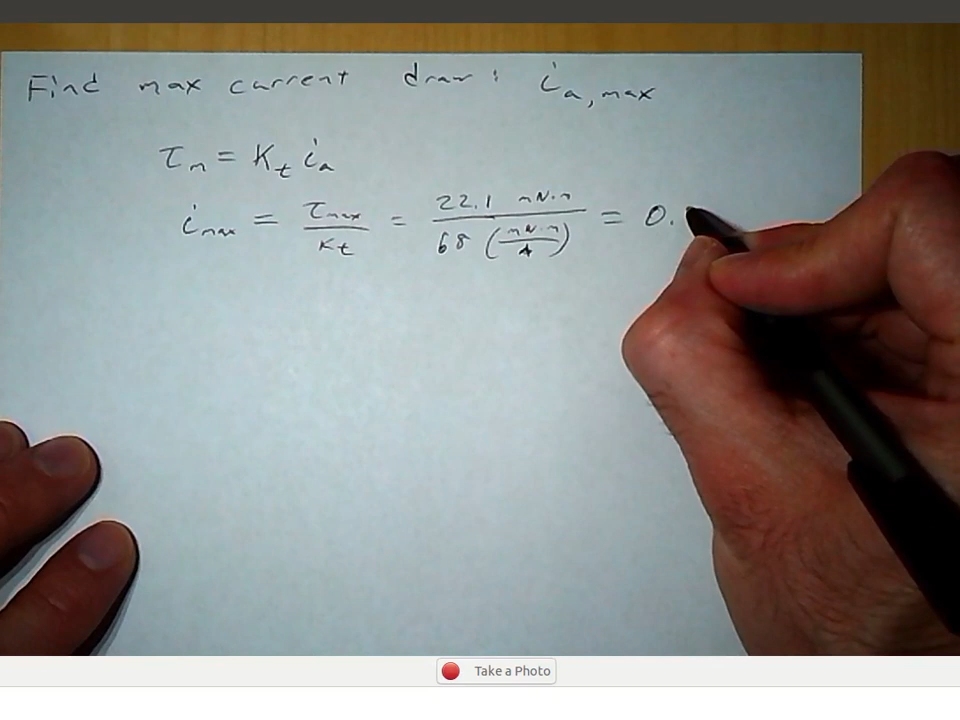 Find max current draw: i_a,max
τ_m = K_t i_a
i_max = τ_max / K_t = 22.1 mN·m / 68 (mN·m / A) = 0.
Take a Photo